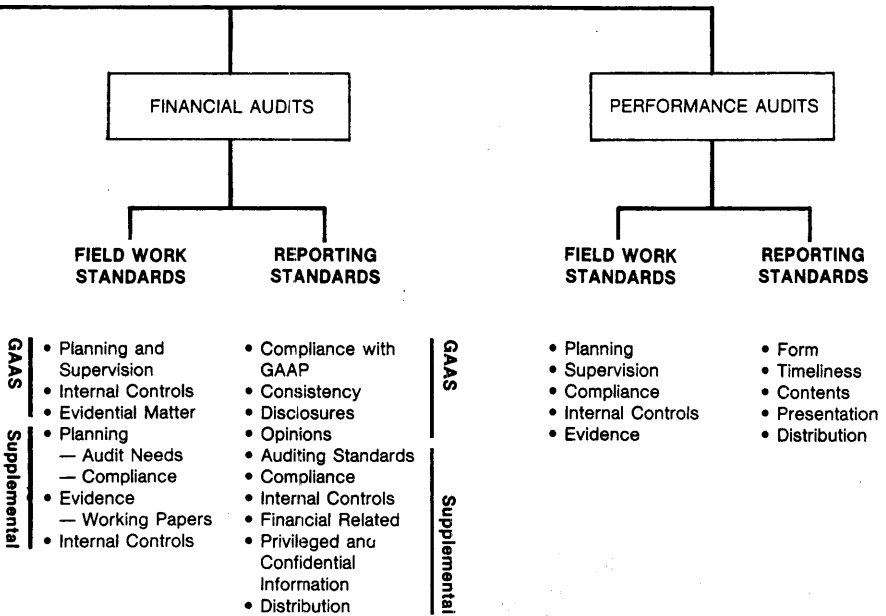 FINANCIAL AUDITS
PERFORMANCE AUDITS
FIELD WORK
STANDARDS
REPORTING
STANDARDS
FIELD WORK
STANDARDS
REPORTING
STANDARDS
GAAS
• Planning and
Supervision
• Internal Controls
• Evidential Matter
Supplemental
• Planning
— Audit Needs
— Compliance
• Evidence
— Working Papers
• Internal Controls
• Compliance with
GAAP
• Consistency
• Disclosures
• Opinions
• Auditing Standards
• Compliance
• Internal Controls
• Financial Related
• Privileged and
Confidential
Information
• Distribution
GAAS
Supplemental
• Planning
• Supervision
• Compliance
• Internal Controls
• Evidence
• Form
• Timeliness
• Contents
• Presentation
• Distribution